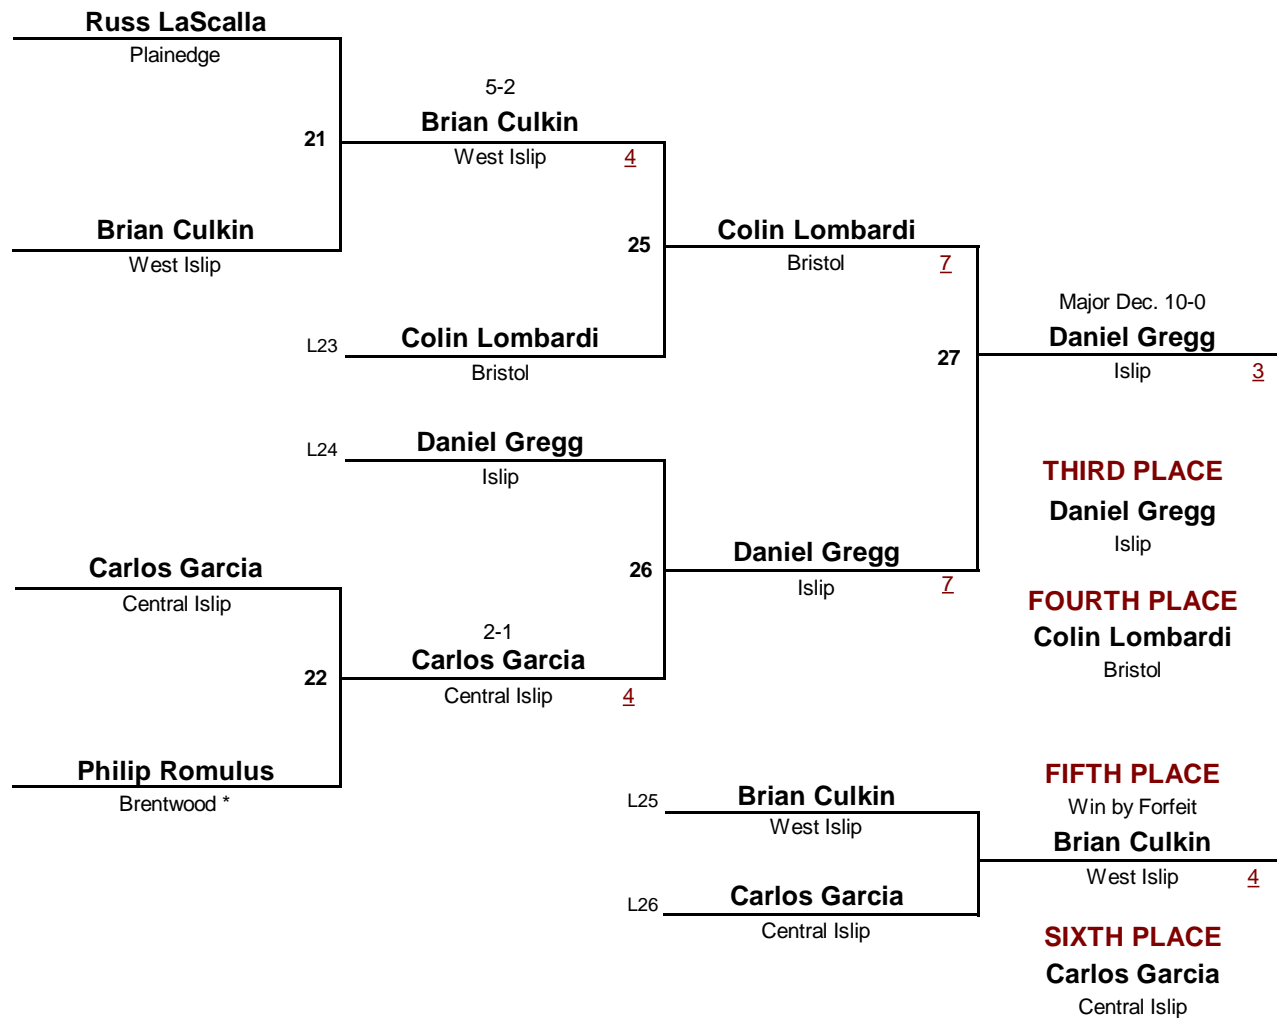 Russ LaScalla
Plainedge
21
Brian Culkin
West Islip
5-2
Brian Culkin
West Islip 4
25
L23 Colin Lombardi
Bristol
Colin Lombardi
Bristol 7
27
Major Dec. 10-0
Daniel Gregg
Islip 3
L24 Daniel Gregg
Islip
26
Daniel Gregg
Islip 7
Carlos Garcia
Central Islip
22
Philip Romulus
Brentwood *
2-1
Carlos Garcia
Central Islip 4
THIRD PLACE
Daniel Gregg
Islip
FOURTH PLACE
Colin Lombardi
Bristol
L25 Brian Culkin
West Islip
L26 Carlos Garcia
Central Islip
FIFTH PLACE
Win by Forfeit
Brian Culkin
West Islip 4
SIXTH PLACE
Carlos Garcia
Central Islip